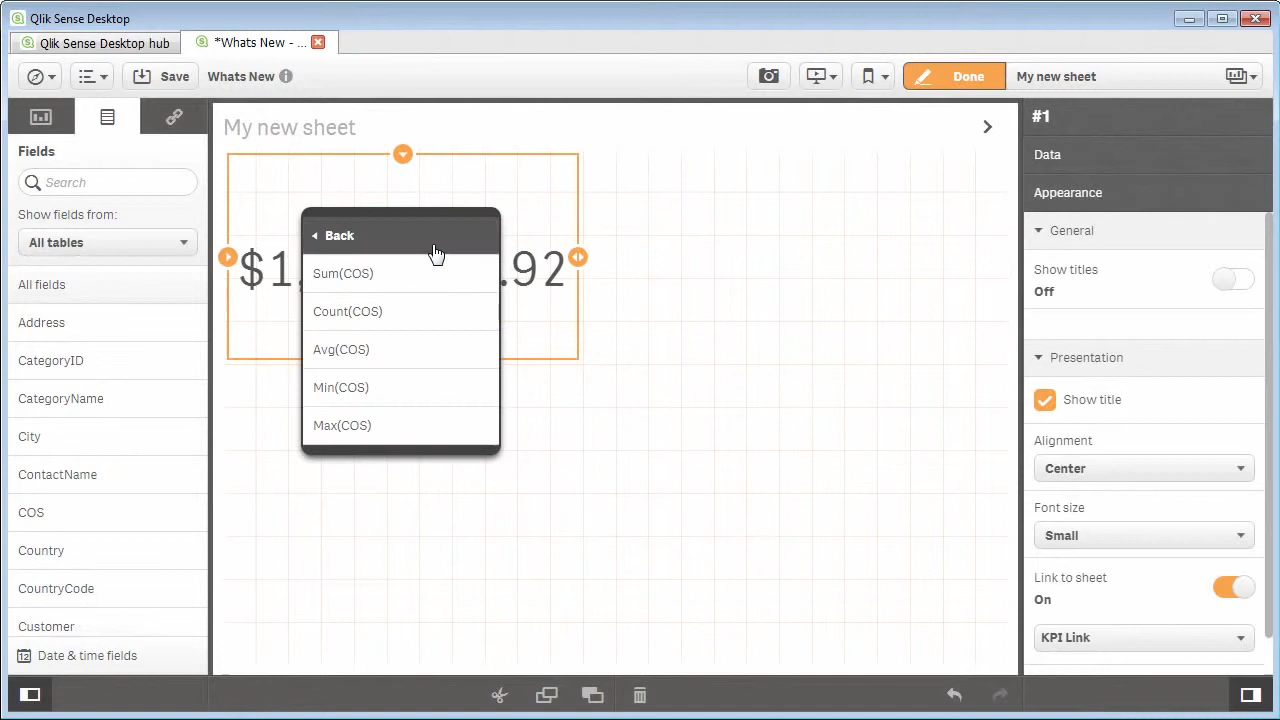 Qlik Sense Desktop
Qlik Sense Desktop hub
*Whats New - ...
Save
Whats New
Done
My new sheet
Fields
Search
Show fields from:
All tables
All fields
Address
CategoryID
CategoryName
City
ContactName
COS
Country
CountryCode
Customer
12
Date & time fields
My new sheet
$1,
.92
Back
Sum(COS)
Count(COS)
Avg(COS)
Min(COS)
Max(COS)
#1
Data
Appearance
General
Show titles
Off
Presentation
Show title
Alignment
Center
Font size
Small
Link to sheet
On
KPI Link